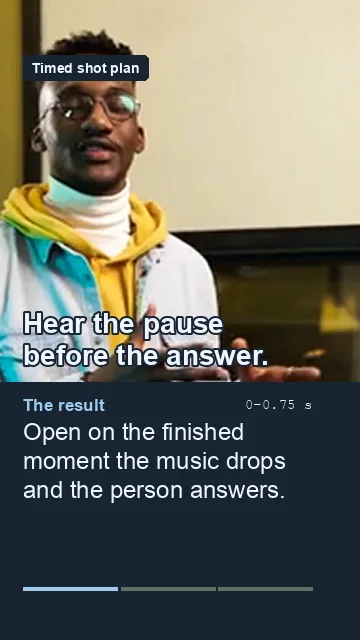 Timed shot plan
Hear the pause
before the answer.
The result
0–0.75 s
Open on the finished
moment the music drops
and the person answers.